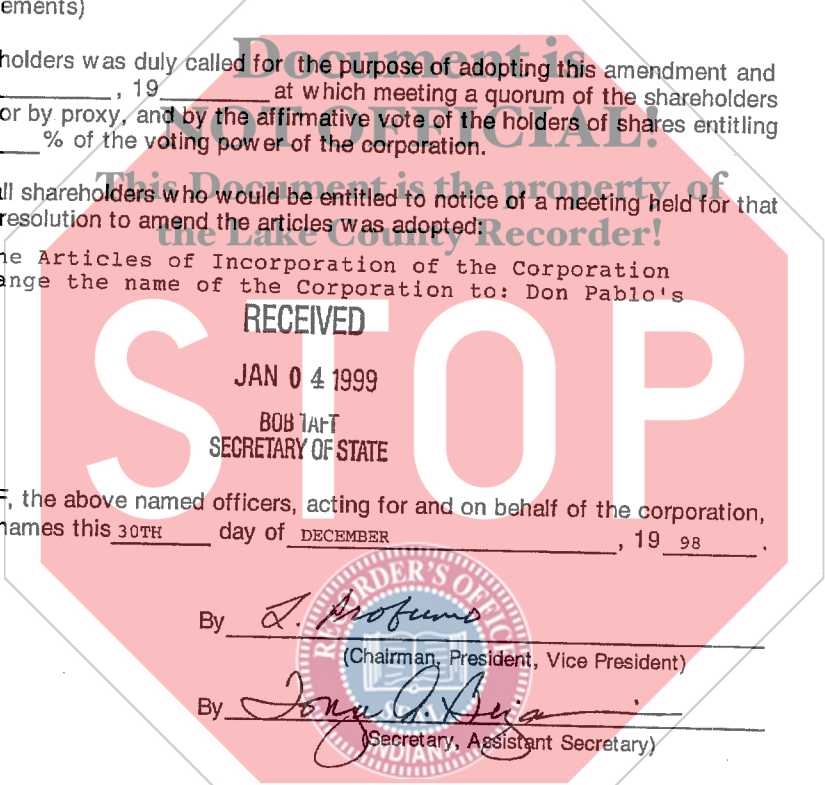 ements)
holders was duly called for the purpose of adopting this amendment and
, 19 at which meeting a quorum of the shareholders
or by proxy, and by the affirmative vote of the holders of shares entitling
% of the voting power of the corporation.
ll shareholders who would be entitled to notice of a meeting held for that
resolution to amend the articles was adopted:
e Articles of Incorporation of the Corporation
ange the name of the Corporation to: Don Pablo's
RECEIVED
JAN 04 1999
BOB TAFT
SECRETARY OF STATE
F, the above named officers, acting for and on behalf of the corporation,
names this 30TH day of DECEMBER, 19 98.
By
(Chairman, President, Vice President)
By
(Secretary, Assistant Secretary)
Document is
NOT OFFICIAL!
This Document is the property of
the Lake County Recorder!
STOP
RECORDER'S OFFICE
SEAL
INDIANA